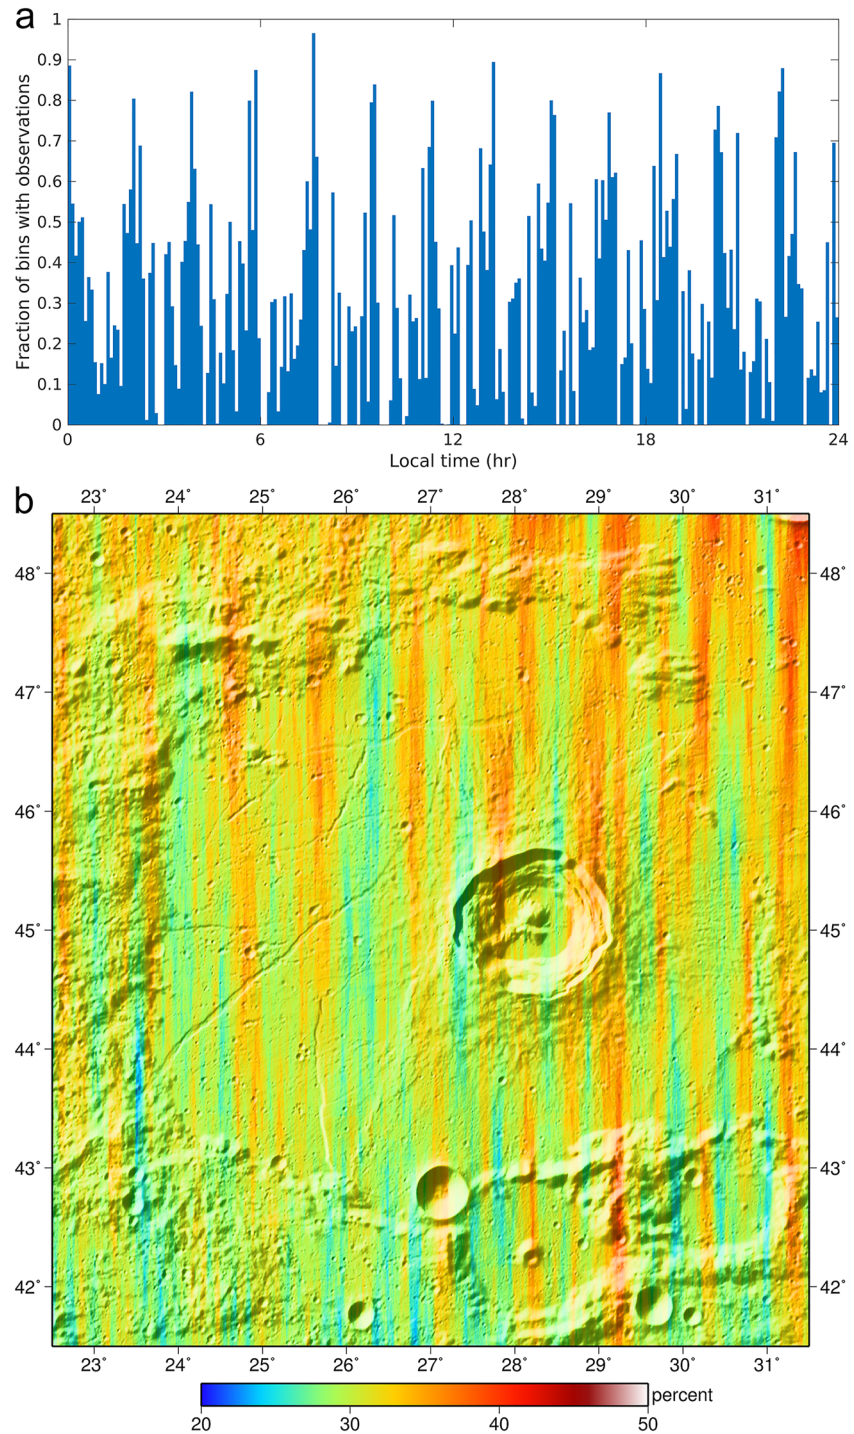 a
Fraction of bins with observations
1
0.9
0.8
0.7
0.6
0.5
0.4
0.3
0.2
0.1
0
0 6 12 18 24
Local time (hr)
b
23° 24° 25° 26° 27° 28° 29° 30° 31°
48° 48°
47° 47°
46° 46°
45° 45°
44° 44°
43° 43°
42° 42°
23° 24° 25° 26° 27° 28° 29° 30° 31°
percent
20 30 40 50